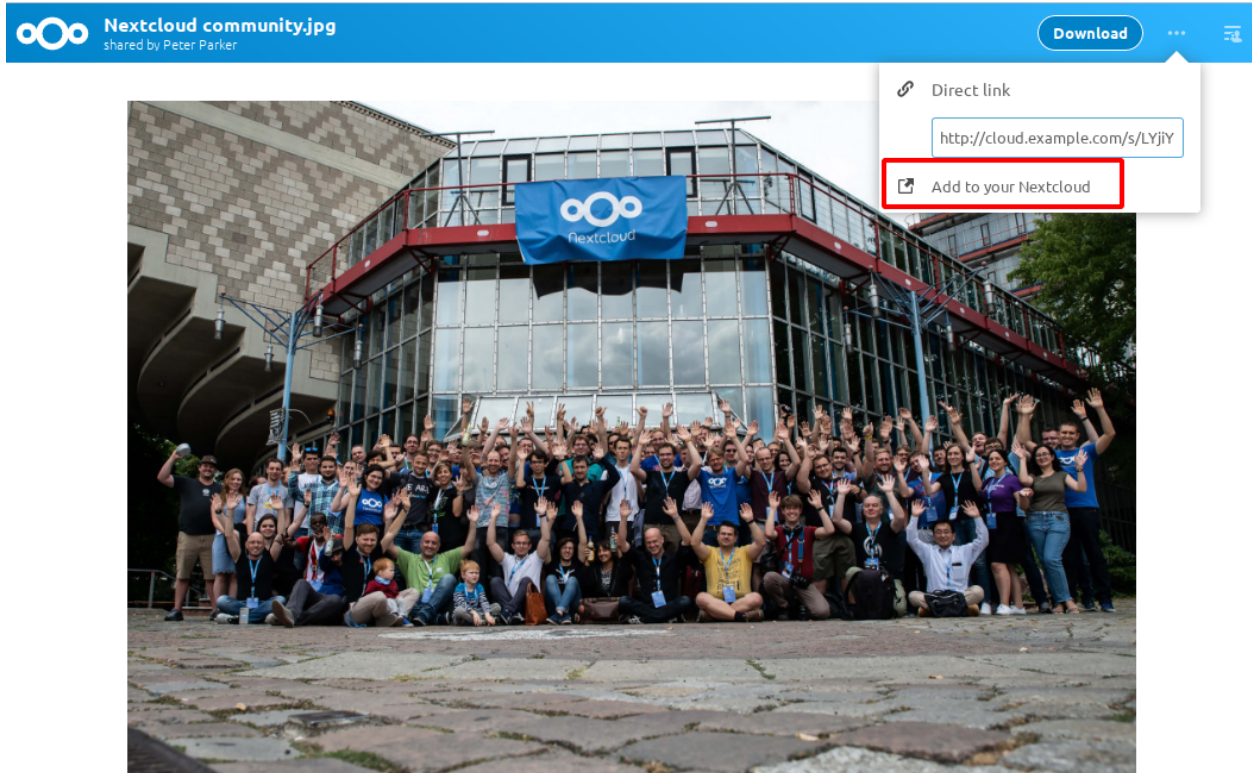 Nextcloud community.jpg
shared by Peter Parker
Download
Direct link
http://cloud.example.com/s/LYjiY
Add to your Nextcloud
Nextcloud